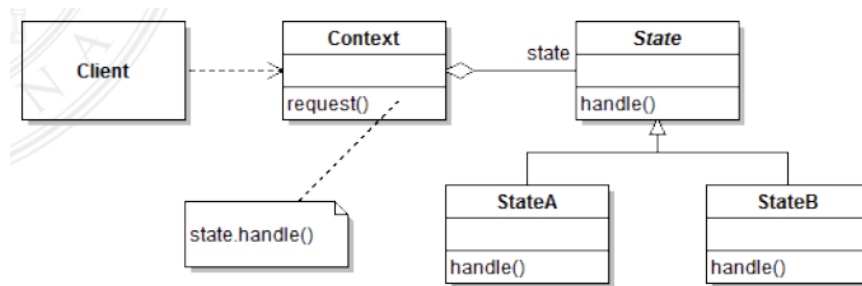 Client
Context
request()
state
State
handle()
state.handle()
StateA
handle()
StateB
handle()